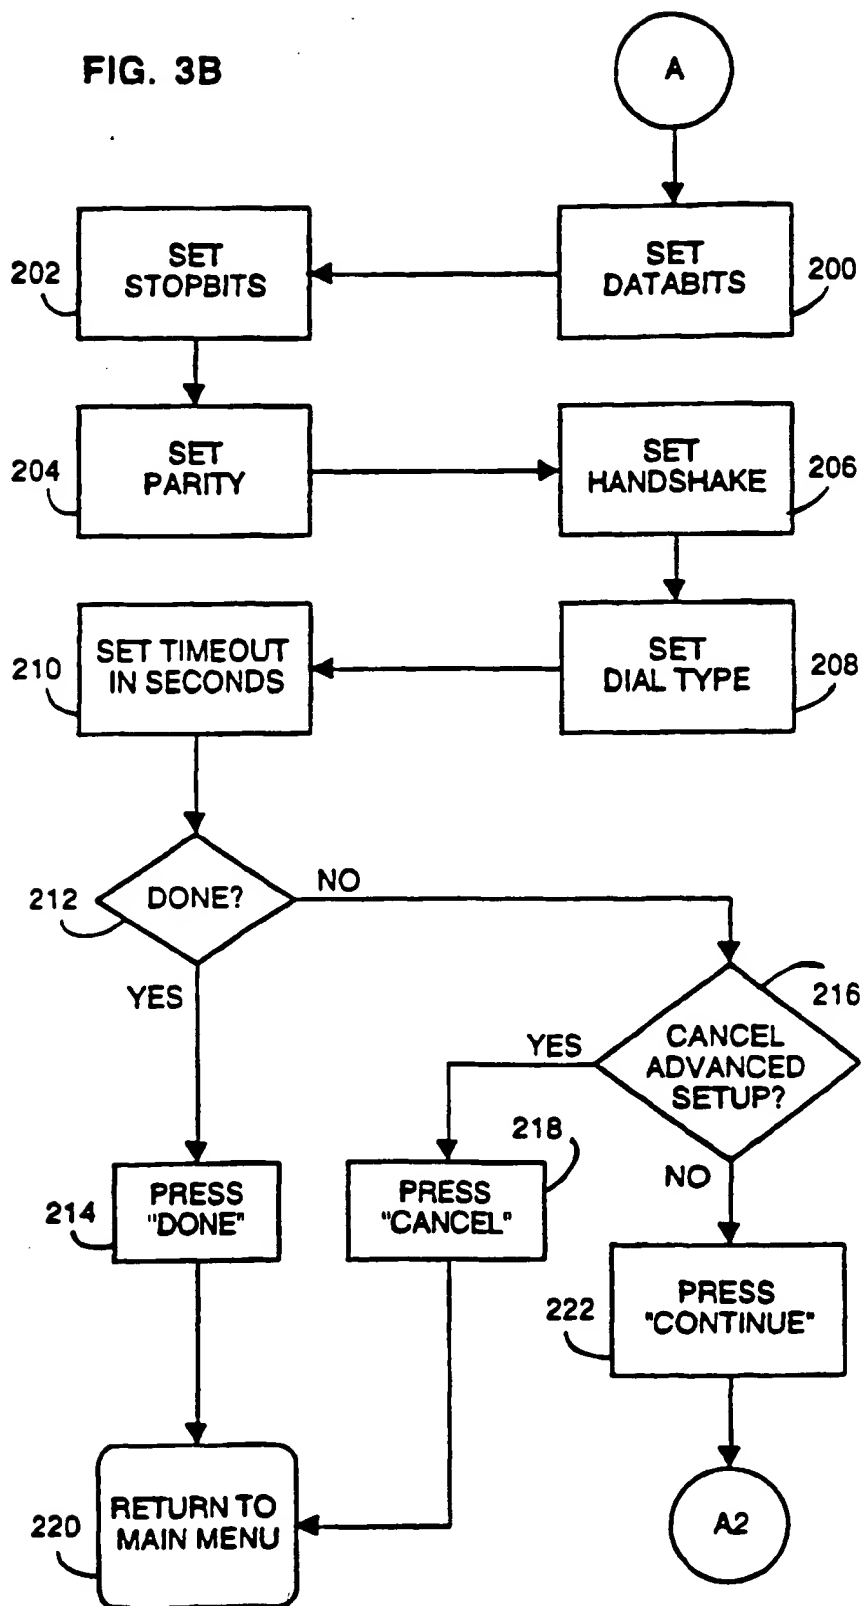 FIG. 3B
A
SET
DATABITS
200
SET
STOPBITS
202
SET
PARITY
204
SET
HANDSHAKE
206
SET
DIAL TYPE
208
SET TIMEOUT
IN SECONDS
210
DONE?
212
NO
YES
CANCEL
ADVANCED
SETUP?
216
YES
NO
PRESS
"DONE"
214
PRESS
"CANCEL"
218
PRESS
"CONTINUE"
222
RETURN TO
MAIN MENU
220
A2